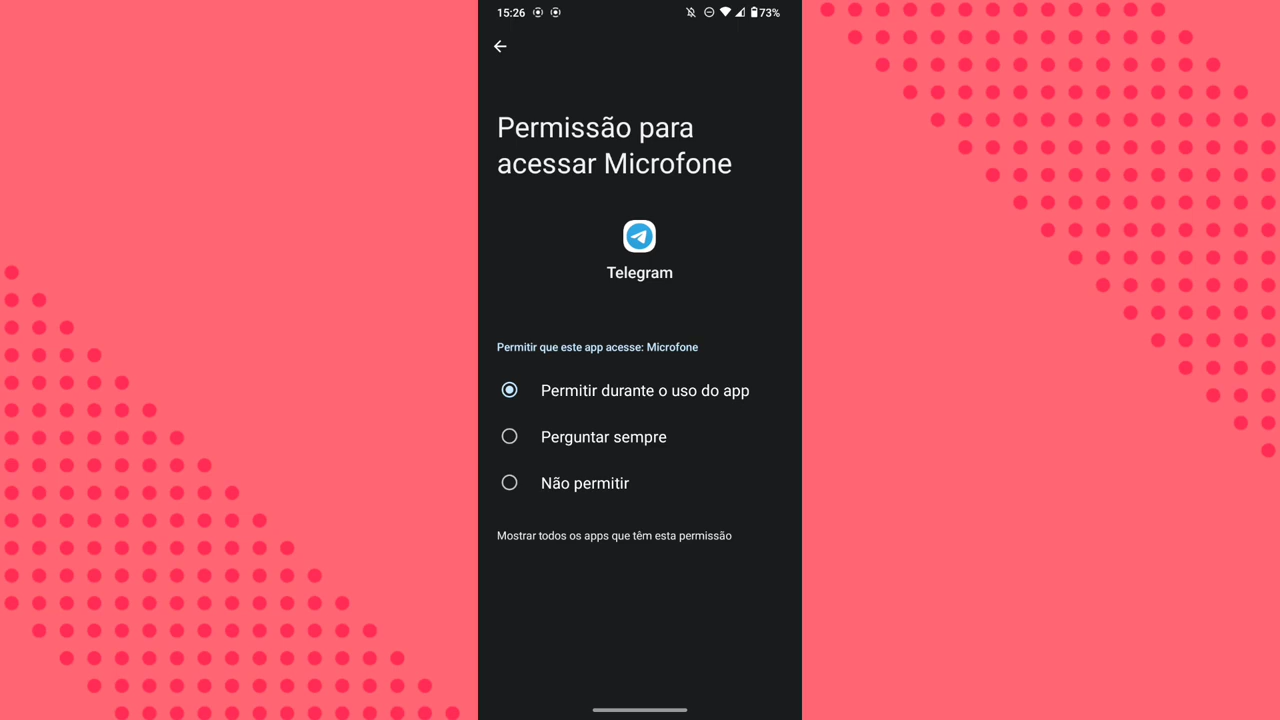 15:26
73%
Permissão para
acessar Microfone
Telegram
Permitir que este app acesse: Microfone
Permitir durante o uso do app
Perguntar sempre
Não permitir
Mostrar todos os apps que têm esta permissão